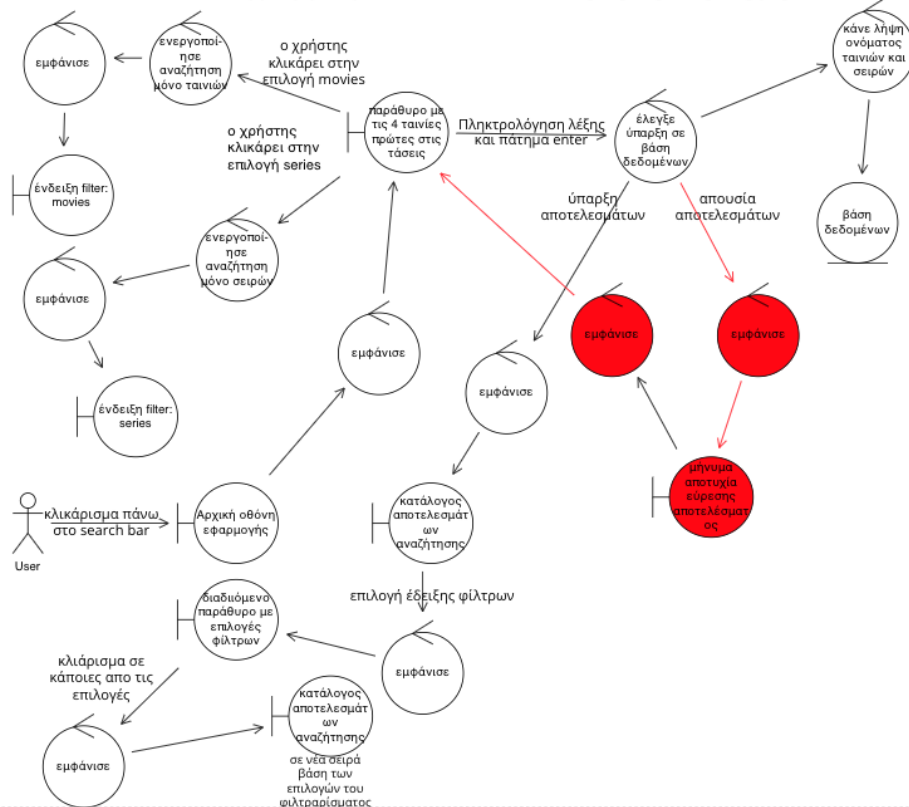 εμφάνισε
ενεργοποί-
ησε
αναζήτηση
μόνο ταινιών
ο χρήστης
κλικάρει στην
επιλογή movies
παράθυρο με
τις 4 ταινίες
πρώτες στις
τάσεις
Πληκτρολόγηση λέξης
και πάτημα enter
έλεγξε
ύπαρξη σε
βάση
δεδομένων
κάνε λήψη
ονόματος
ταινιών και
σειρών
ο χρήστης
κλικάρει στην
επιλογή series
ένδειξη filter:
movies
ύπαρξη
αποτελεσμάτων
απουσία
αποτελεσμάτων
βάση
δεδομένων
ενεργοποί-
ησε
αναζήτηση
μόνο σειρών
εμφάνισε
εμφάνισε
εμφάνισε
εμφάνισε
εμφάνισε
ένδειξη filter:
series
μήνυμα
αποτυχία
εύρεσης
αποτελέσματ
ος
κλικάρισμα πάνω
στο search bar
User
Αρχική οθόνη
εφαρμογής
κατάλογος
αποτελεσμάτ
ων
αναζήτησης
επιλογή έδειξης φίλτρων
διαδιιόμενο
παράθυρο με
επιλογές
φίλτρων
εμφάνισε
κλιάρισμα σε
κάποιες απο τις
επιλογές
εμφάνισε
κατάλογος
αποτελεσμάτ
ων
αναζήτησης
σε νέα σειρά
βάση των
επιλογών του
φιλτραρίσματος